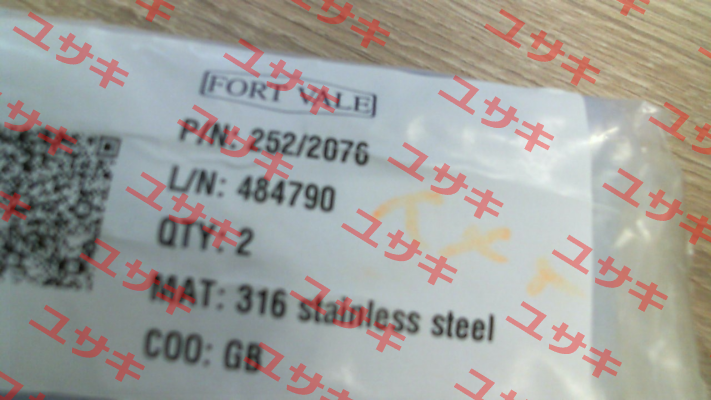 FORT VALE
P/N: 252/2076
L/N: 484790
QTY: 2
MAT: 316 stainless steel
COO: GB
ユサキ